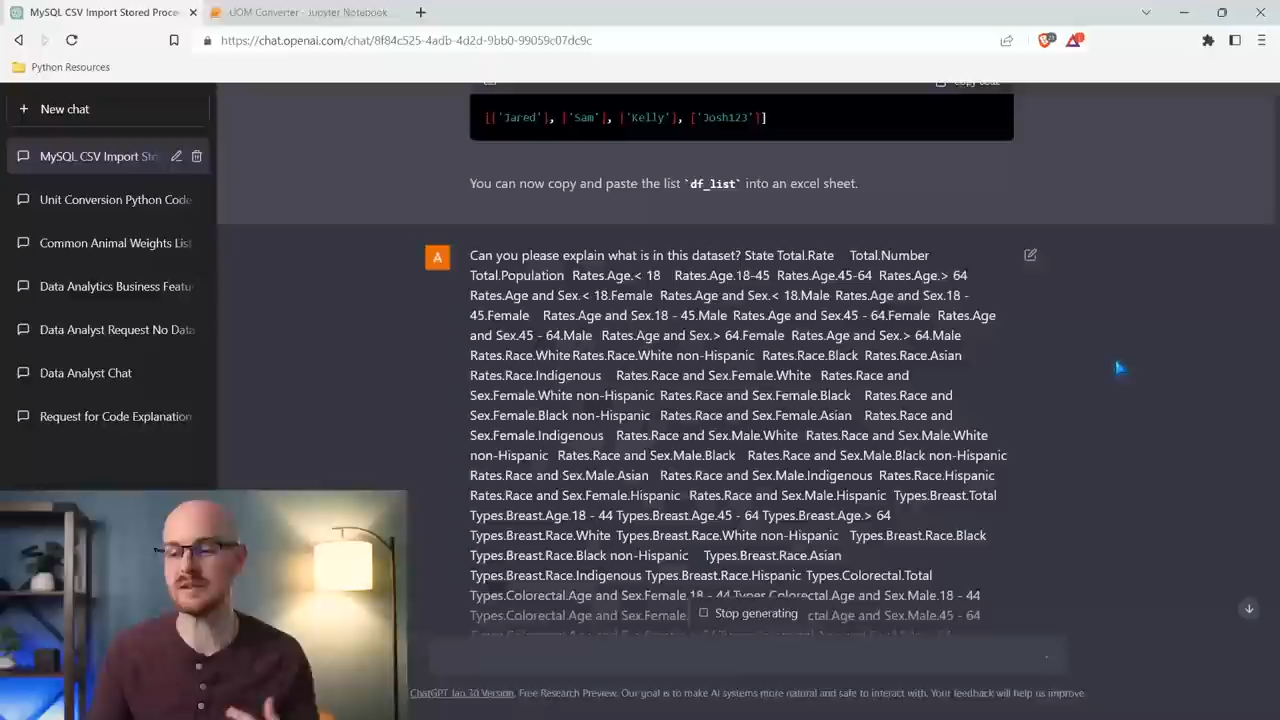 MySQL CSV Import Stored Proce
UOM Converter - Jupyter Notebook
https://chat.openai.com/chat/8f84c525-4adb-4d2d-9bb0-99059c07dc9c
Python Resources
New chat
MySQL CSV Import Sto
Unit Conversion Python Code
Common Animal Weights List
Data Analytics Business Featu
Data Analyst Request No Data
Data Analyst Chat
Request for Code Explanation
[['Jared'], ['Sam'], ['Kelly'], ['Josh123']]
You can now copy and paste the list `df_list` into an excel sheet.
A
Can you please explain what is in this dataset? State Total.Rate Total.Number
Total.Population Rates.Age.< 18 Rates.Age.18-45 Rates.Age.45-64 Rates.Age.> 64
Rates.Age and Sex.< 18.Female Rates.Age and Sex.< 18.Male Rates.Age and Sex.18 -
45.Female Rates.Age and Sex.18 - 45.Male Rates.Age and Sex.45 - 64.Female Rates.Age
and Sex.45 - 64.Male Rates.Age and Sex.> 64.Female Rates.Age and Sex.> 64.Male
Rates.Race.White Rates.Race.White non-Hispanic Rates.Race.Black Rates.Race.Asian
Rates.Race.Indigenous Rates.Race and Sex.Female.White Rates.Race and
Sex.Female.White non-Hispanic Rates.Race and Sex.Female.Black Rates.Race and
Sex.Female.Black non-Hispanic Rates.Race and Sex.Female.Asian Rates.Race and
Sex.Female.Indigenous Rates.Race and Sex.Male.White Rates.Race and Sex.Male.White
non-Hispanic Rates.Race and Sex.Male.Black Rates.Race and Sex.Male.Black non-Hispanic
Rates.Race and Sex.Male.Asian Rates.Race and Sex.Male.Indigenous Rates.Race.Hispanic
Rates.Race and Sex.Female.Hispanic Rates.Race and Sex.Male.Hispanic Types.Breast.Total
Types.Breast.Age.18 - 44 Types.Breast.Age.45 - 64 Types.Breast.Age.> 64
Types.Breast.Race.White Types.Breast.Race.White non-Hispanic Types.Breast.Race.Black
Types.Breast.Race.Black non-Hispanic Types.Breast.Race.Asian
Types.Breast.Race.Indigenous Types.Breast.Race.Hispanic Types.Colorectal.Total
Types.Colorectal.Age and Sex.Female.18 - 44 Types.Colorectal.Age and Sex.Male.18 - 44
Types.Colorectal.Age and Sex.Female. ctal.Age and Sex.Male.45 - 64
Stop generating
ChatGPT Jan 30 Version. Free Research Preview. Our goal is to make AI systems more natural and safe to interact with. Your feedback will help us improve.